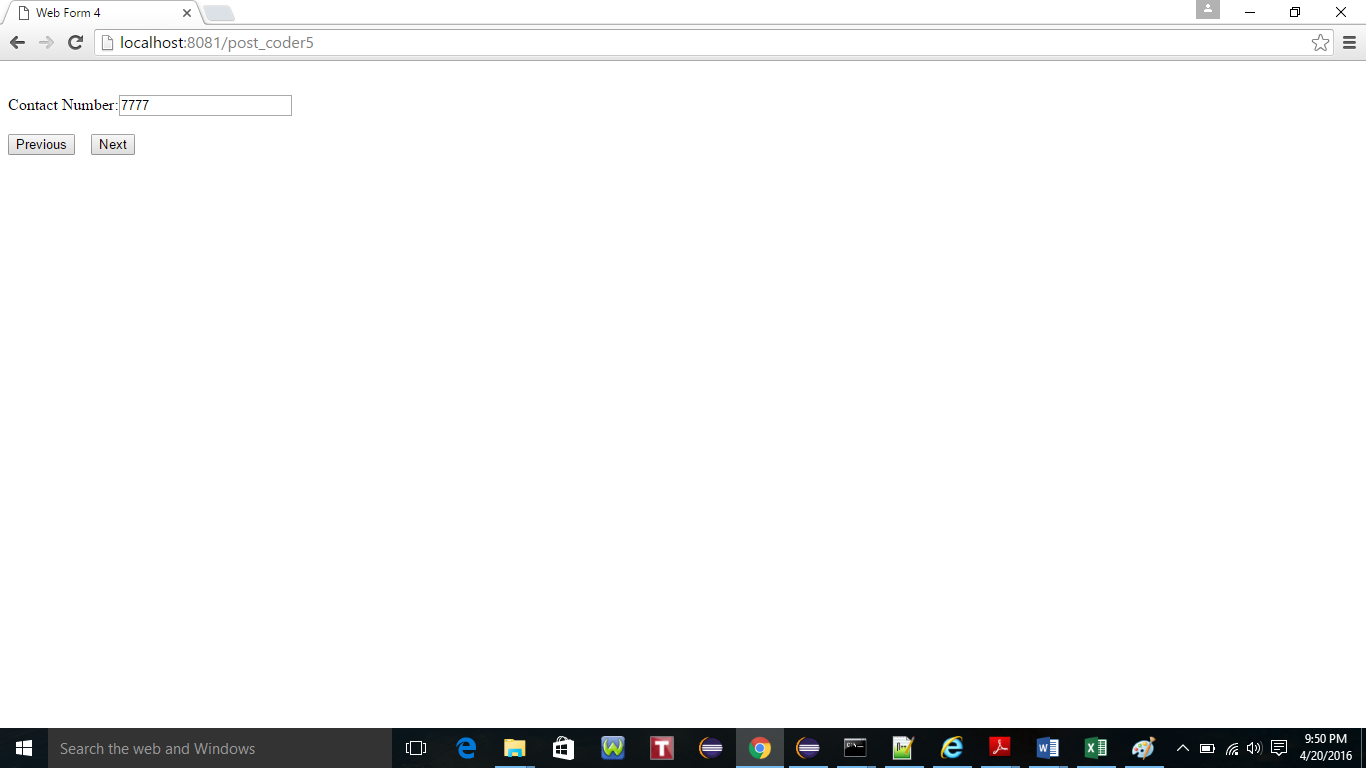 Web Form 4
localhost:8081/post_coder5
Contact Number: 7777
Previous Next
Search the web and Windows
9:50 PM
4/20/2016